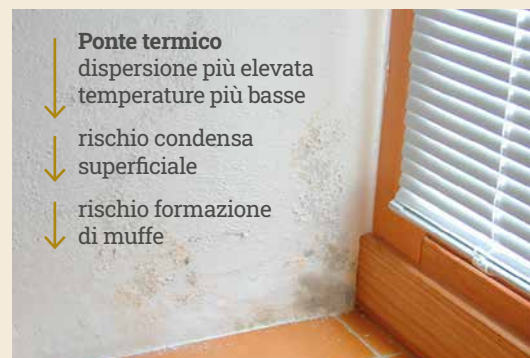 Ponte termico
dispersione più elevata
temperature più basse
rischio condensa
superficiale
rischio formazione
di muffe